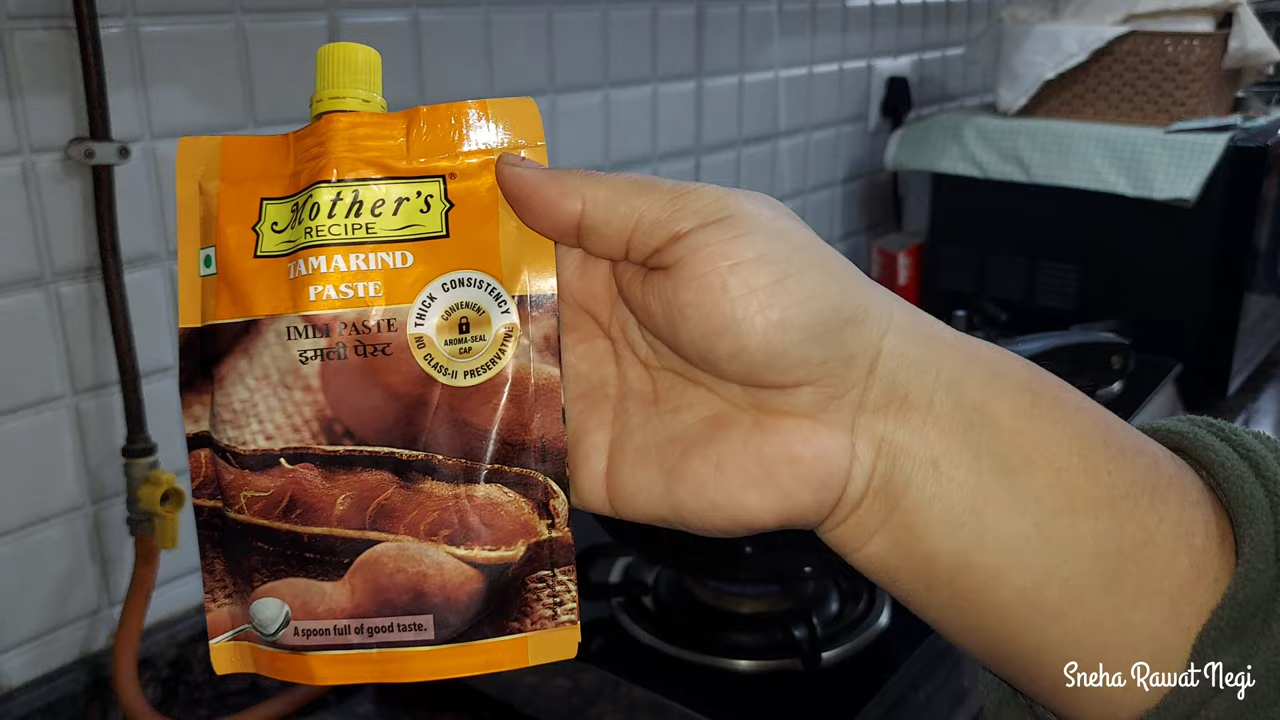 Mother's®
RECIPE
TAMARIND
PASTE
IMLI PASTE
इमली पेस्ट
THICK CONSISTENCY
CONVENIENT
AROMA-SEAL
CAP
NO CLASS-II PRESERVATIVE
A spoon full of good taste.
Sneha Rawat Negi